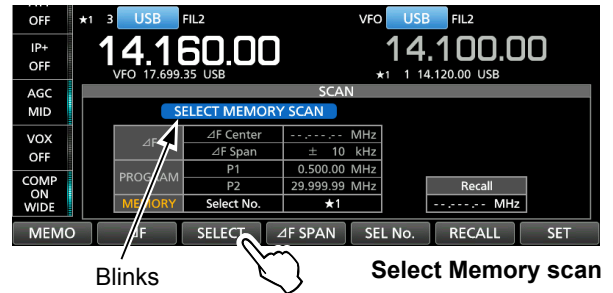 OFF ★1 3 USB FIL2 VFO USB FIL2
IP+
OFF
14.160.00 14.100.00
VFO 17.699.35 USB ★1 1 14.120.00 USB
AGC
MID
SCAN
SELECT MEMORY SCAN
VOX
OFF
⊿F Center --.---.-- MHz
⊿F Span ± 10 kHz
PROGRAM P1 0.500.00 MHz
P2 29.999.99 MHz
MEMORY Select No. ★1
Recall
--.---.-- MHz
COMP
ON
WIDE
MEMO SELECT ⊿F SPAN SEL No. RECALL SET
Blinks
Select Memory scan